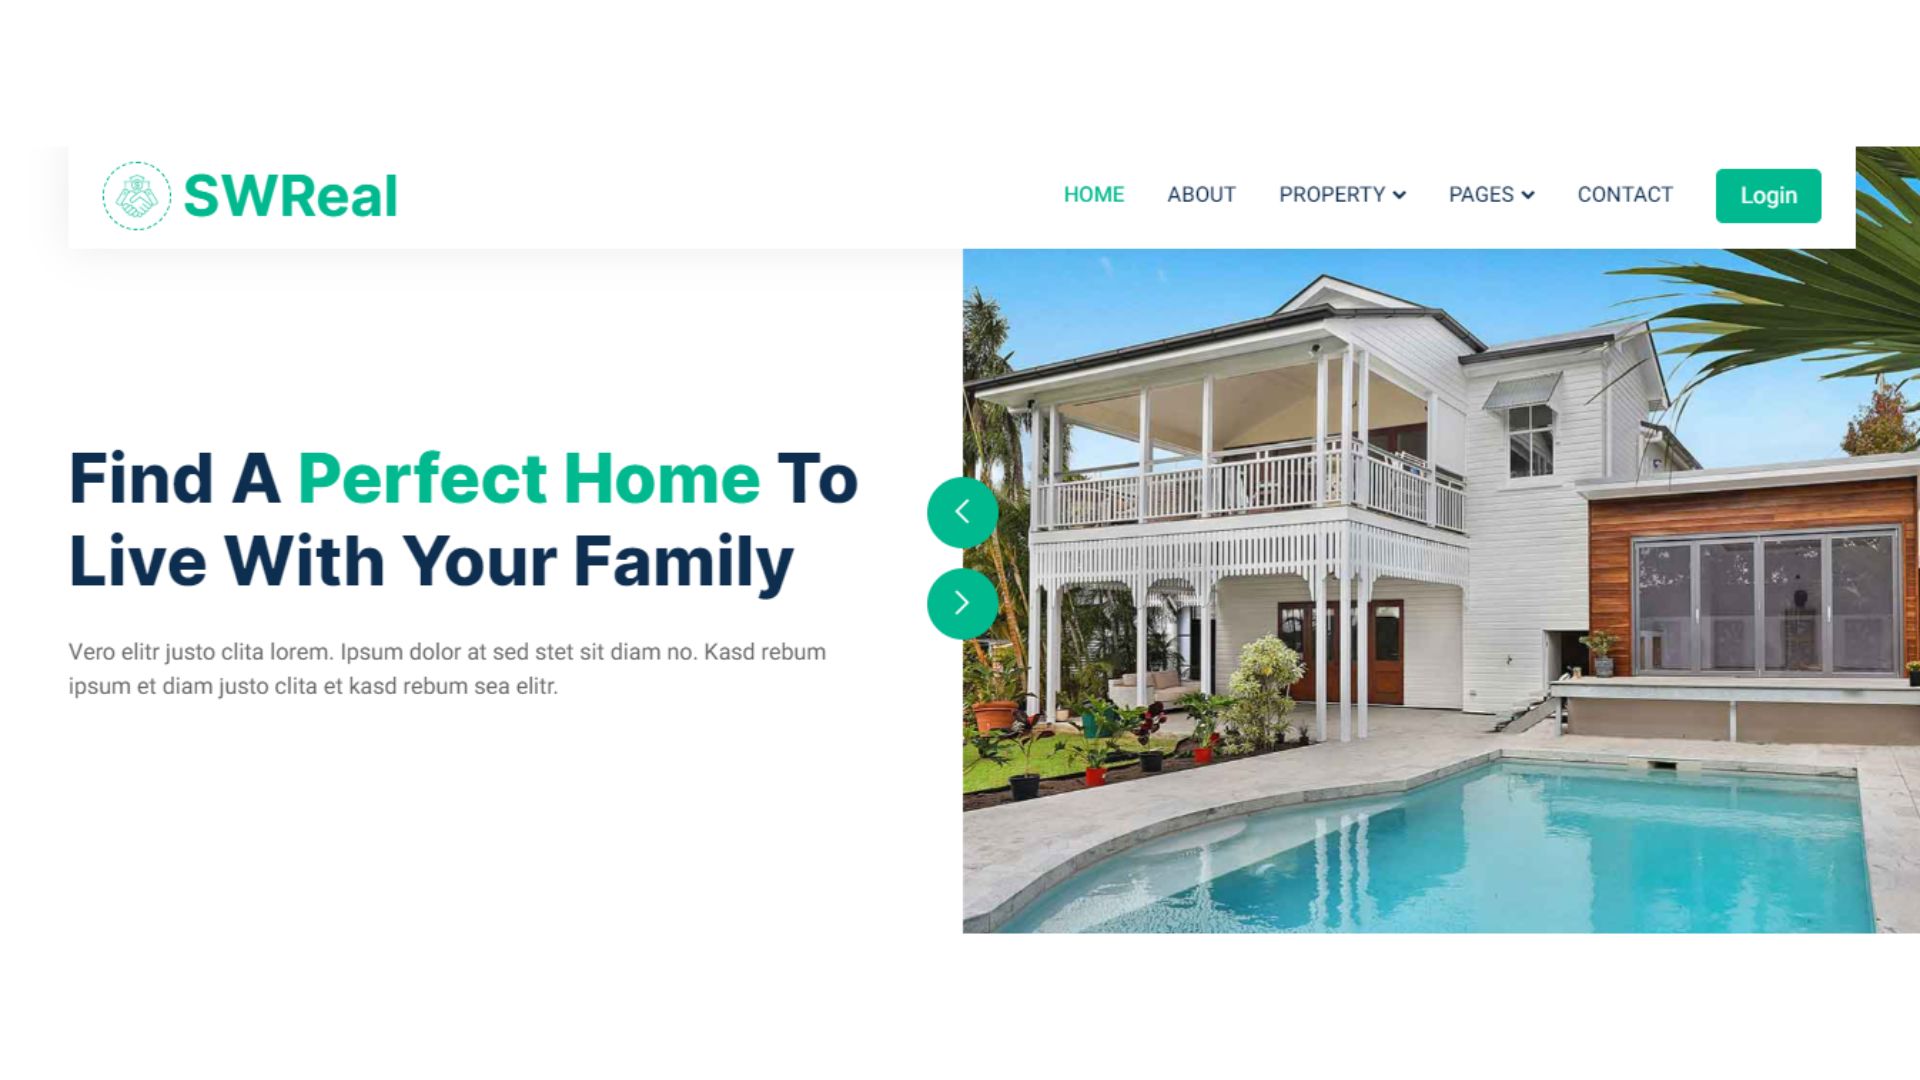 SWReal
HOME ABOUT PROPERTY PAGES CONTACT Login
Find A Perfect Home To
Live With Your Family
Vero elitr justo clita lorem. Ipsum dolor at sed stet sit diam no. Kasd rebum
ipsum et diam justo clita et kasd rebum sea elitr.